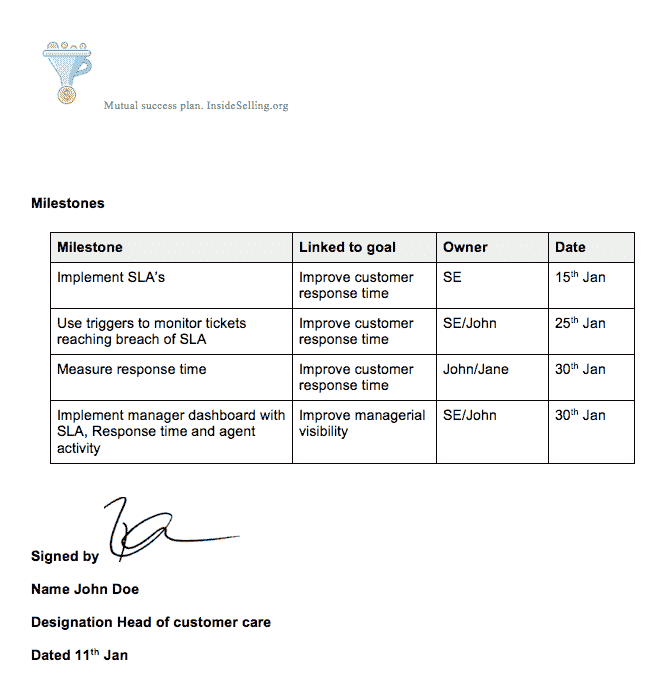 Mutual success plan. InsideSelling.org
Milestones
Milestone Linked to goal Owner Date
Implement SLA's Improve customer response time SE 15th Jan
Use triggers to monitor tickets reaching breach of SLA Improve customer response time SE/John 25th Jan
Measure response time Improve customer response time John/Jane 30th Jan
Implement manager dashboard with SLA, Response time and agent activity Improve managerial visibility SE/John 30th Jan
Signed by
Name John Doe
Designation Head of customer care
Dated 11th Jan